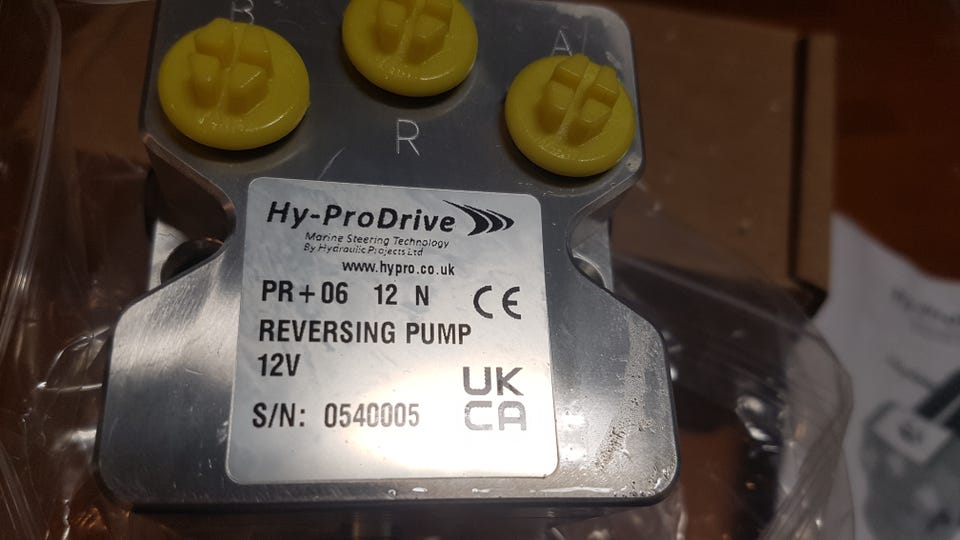 B
A
R
Hy-ProDrive
Marine Steering Technology
By Hydraulic Projects Ltd
www.hypro.co.uk
PR+06 12 N CE
REVERSING PUMP
12V
UK
CA
S/N: 0540005